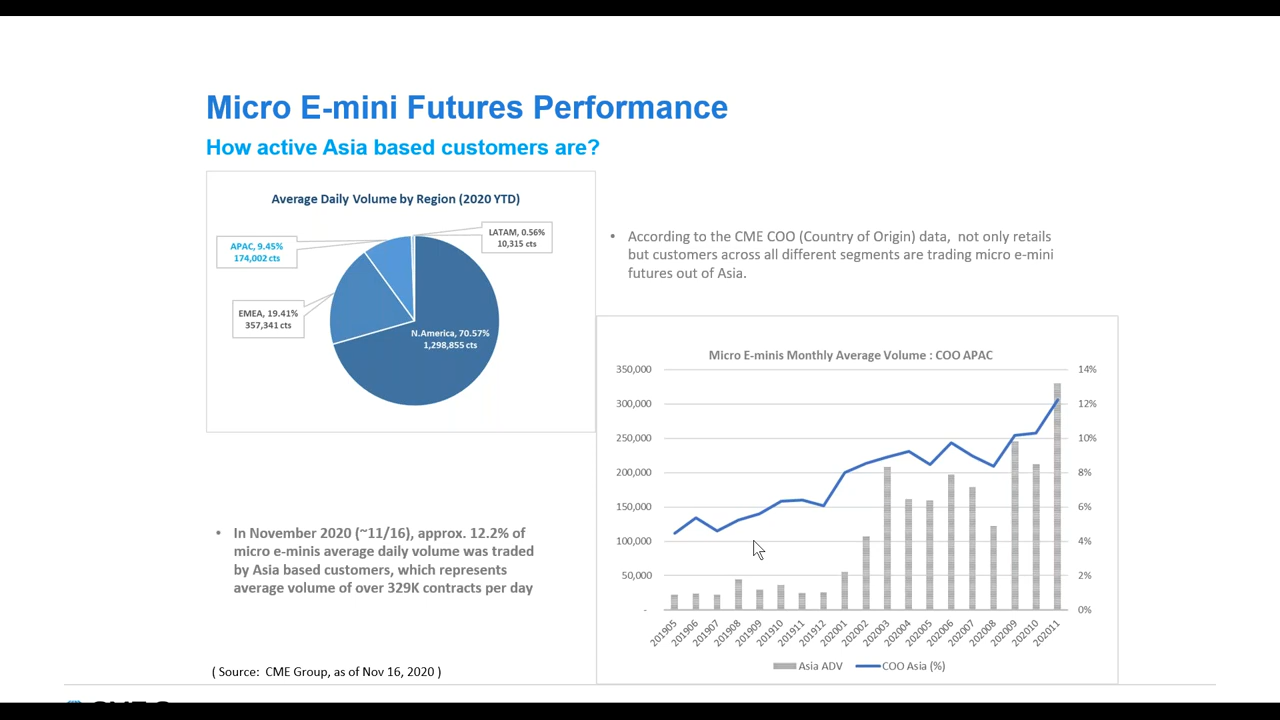 Micro E-mini Futures Performance
How active Asia based customers are?
Average Daily Volume by Region (2020 YTD)
APAC, 9.45%
174,002 cts
LATAM, 0.56%
10,315 cts
EMEA, 19.41%
357,341 cts
N.America, 70.57%
1,298,855 cts
• According to the CME COO (Country of Origin) data, not only retails
but customers across all different segments are trading micro e-mini
futures out of Asia.
Micro E-minis Monthly Average Volume : COO APAC
350,000
300,000
250,000
200,000
150,000
100,000
50,000
-
14%
12%
10%
8%
6%
4%
2%
0%
201905
201906
201907
201908
201909
201910
201911
201912
202001
202002
202003
202004
202005
202006
202007
202008
202009
202010
202011
Asia ADV
COO Asia (%)
• In November 2020 (~11/16), approx. 12.2% of
micro e-minis average daily volume was traded
by Asia based customers, which represents
average volume of over 329K contracts per day
( Source: CME Group, as of Nov 16, 2020 )